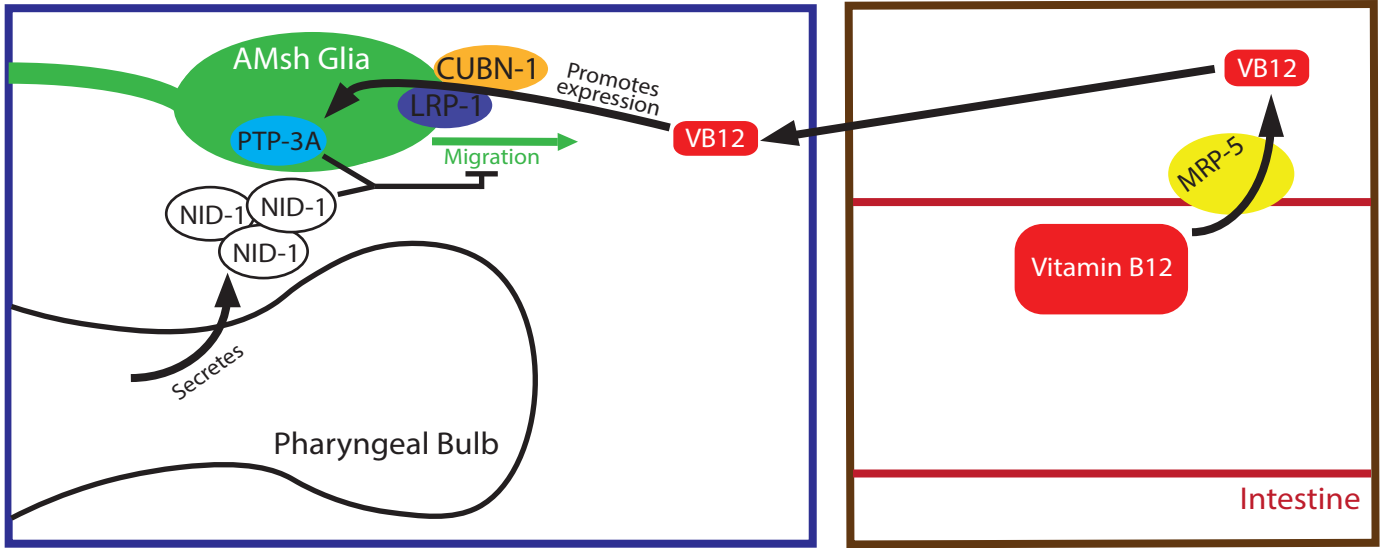 AMsh Glia
CUBN-1
LRP-1
Promotes
expression
VB12
PTP-3A
Migration
NID-1
NID-1
NID-1
Secretes
Pharyngeal Bulb
VB12
MRP-5
Vitamin B12
Intestine